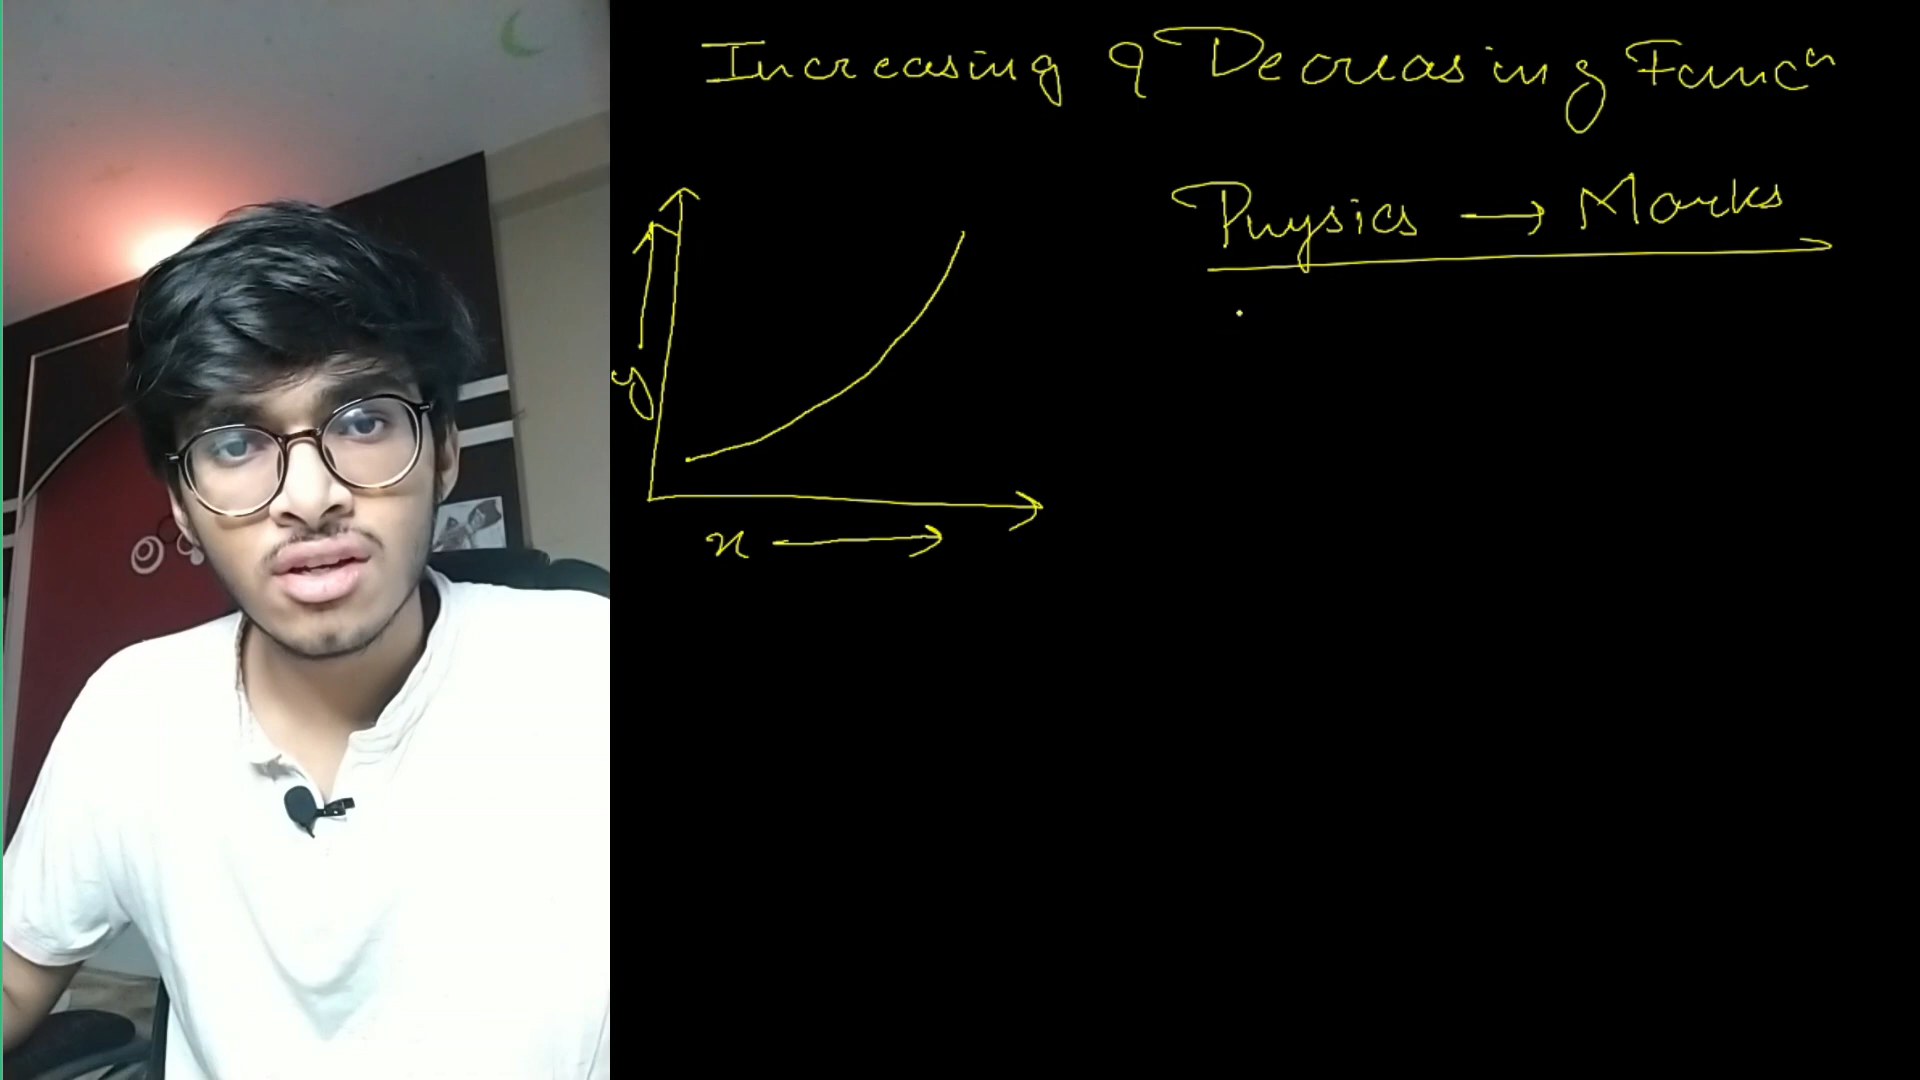 Increasing & Decreasing Funcⁿ
Physics → Marks
y
x